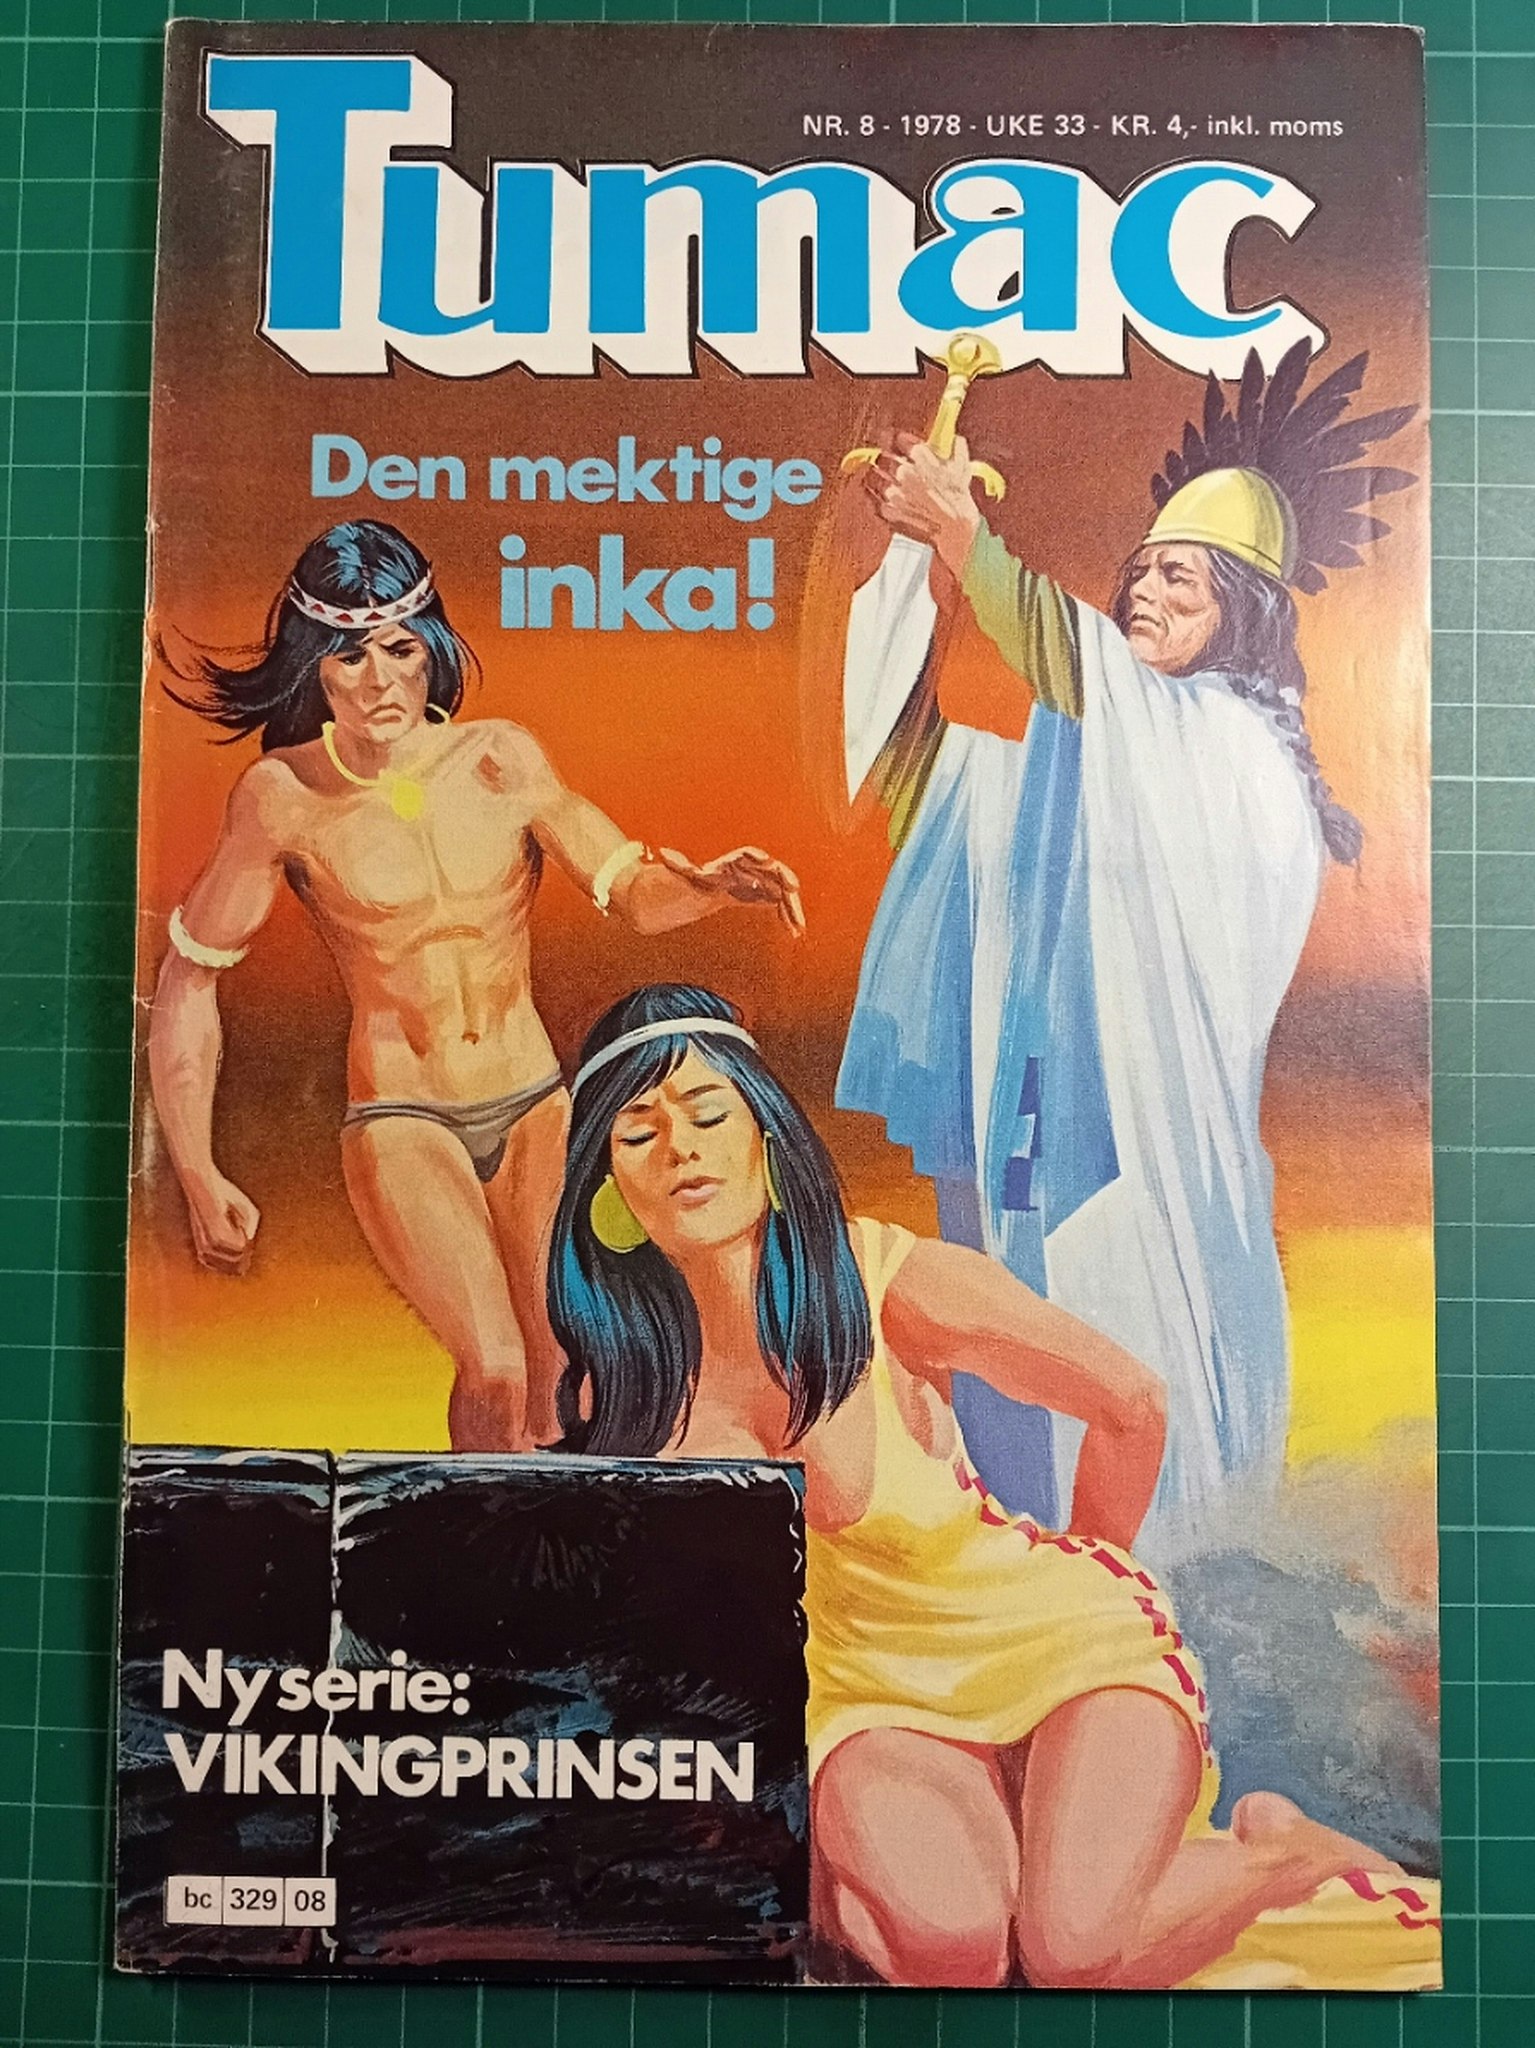 NR. 8 - 1978 - UKE 33 - KR. 4,- inkl. moms
Tumac
Den mektige
inka!
Ny serie:
VIKINGPRINSEN
bc 329 08